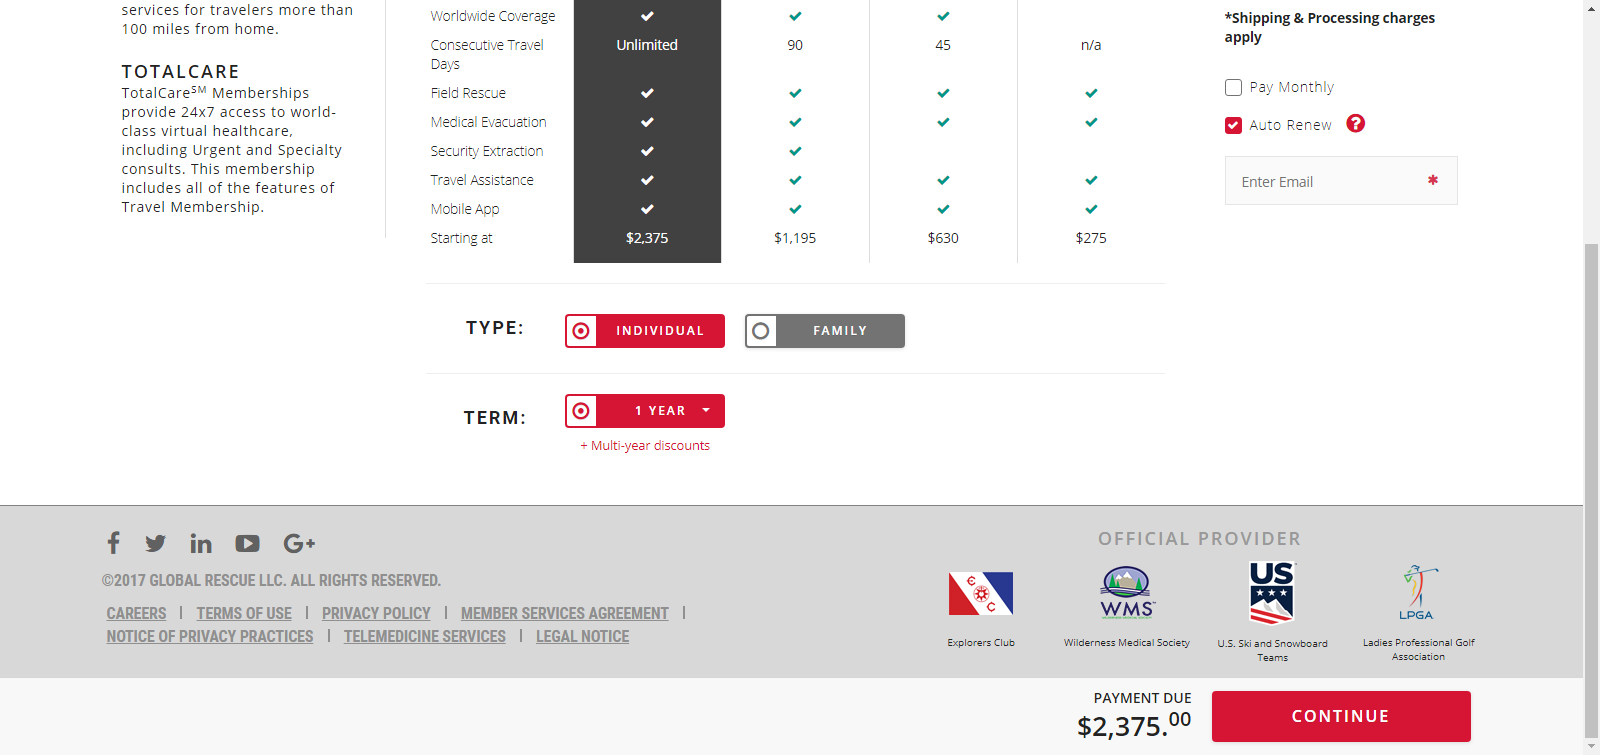 services for travelers more than
100 miles from home.
TOTALCARE
TotalCareSM Memberships
provide 24x7 access to world-
class virtual healthcare,
including Urgent and Specialty
consults. This membership
includes all of the features of
Travel Membership.
Worldwide Coverage
Consecutive Travel Unlimited 90 45 n/a
Days
Field Rescue
Medical Evacuation
Security Extraction
Travel Assistance
Mobile App
Starting at $2,375 $1,195 $630 $275
TYPE: INDIVIDUAL FAMILY
TERM: 1 YEAR
+ Multi-year discounts
*Shipping & Processing charges
apply
Pay Monthly
Auto Renew ?
Enter Email *
©2017 GLOBAL RESCUE LLC. ALL RIGHTS RESERVED.
CAREERS | TERMS OF USE | PRIVACY POLICY | MEMBER SERVICES AGREEMENT |
NOTICE OF PRIVACY PRACTICES | TELEMEDICINE SERVICES | LEGAL NOTICE
OFFICIAL PROVIDER
E C C
Explorers Club
WMS
Wilderness Medical Society
US
U.S. Ski and Snowboard
Teams
LPGA
Ladies Professional Golf
Association
PAYMENT DUE
$2,375.00
CONTINUE